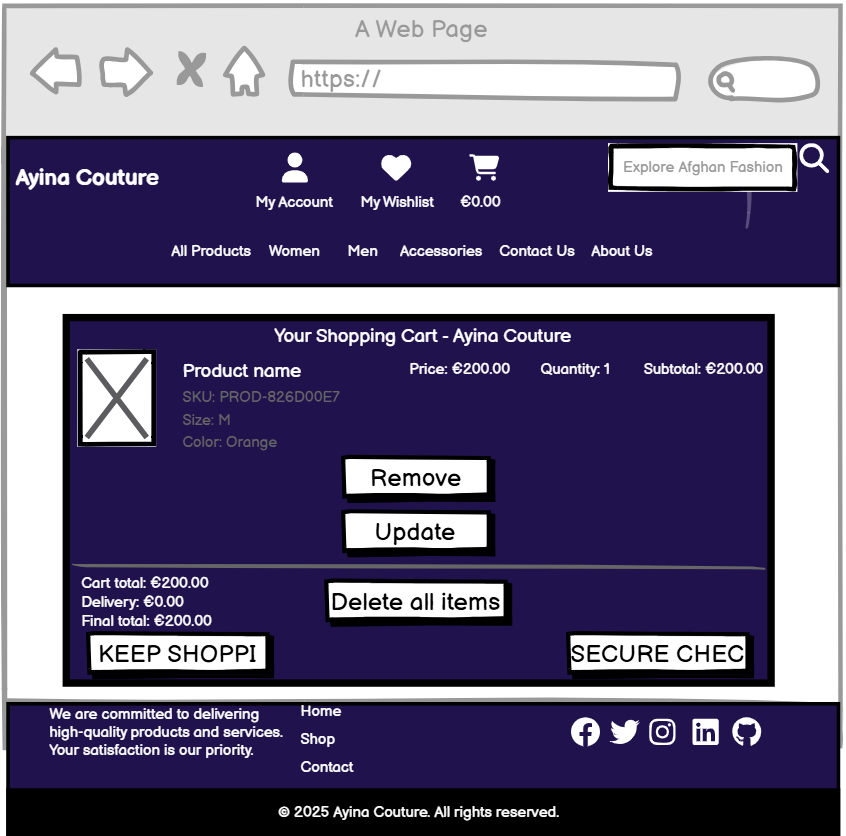 A Web Page
https://
Ayina Couture
My Account
My Wishlist
€0.00
Explore Afghan Fashion
All Products Women Men Accessories Contact Us About Us
Your Shopping Cart - Ayina Couture
Product name
Price: €200.00 Quantity: 1 Subtotal: €200.00
SKU: PROD-826D00E7
Size: M
Color: Orange
Remove
Update
Cart total: €200.00
Delivery: €0.00
Final total: €200.00
Delete all items
KEEP SHOPPI
SECURE CHEC
We are committed to delivering
high-quality products and services.
Your satisfaction is our priority.
Home
Shop
Contact
© 2025 Ayina Couture. All rights reserved.